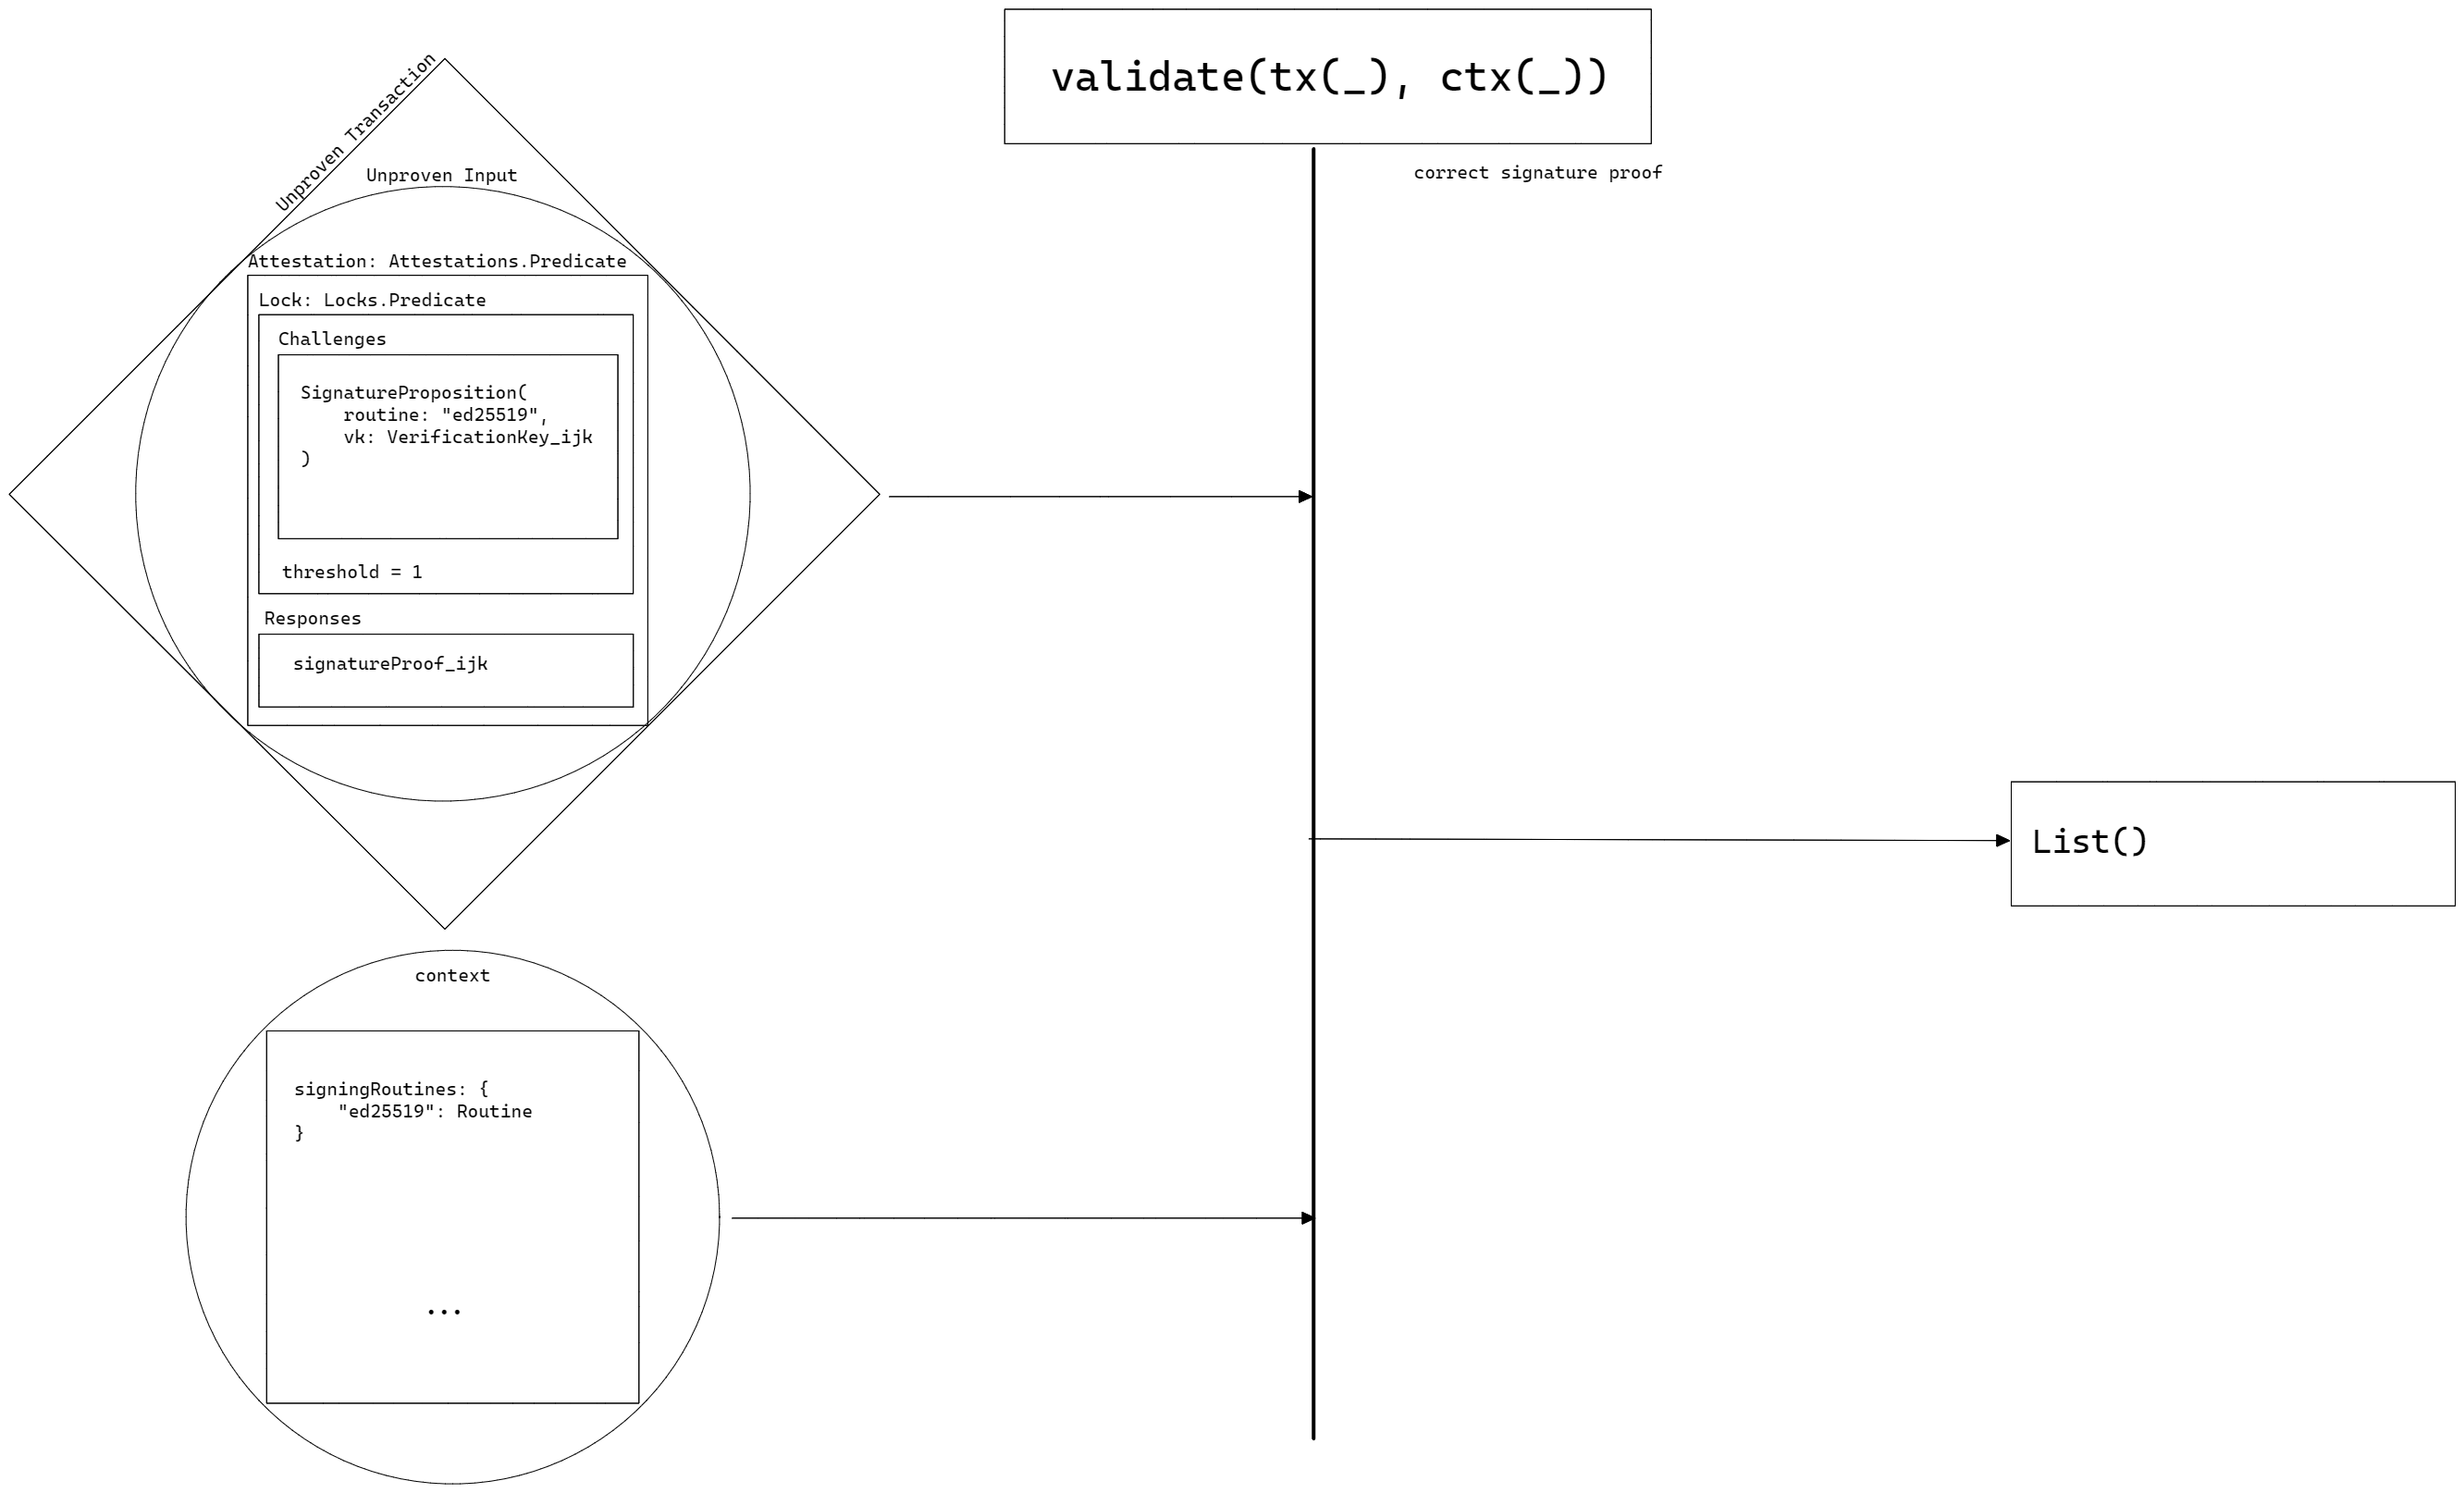 validate(tx(_), ctx(_))
correct signature proof
Unproven Transaction
Unproven Input
Attestation: Attestations.Predicate
Lock: Locks.Predicate
Challenges
SignatureProposition(
    routine: "ed25519",
    vk: VerificationKey_ijk
)
threshold = 1
Responses
signatureProof_ijk
List()
context
signingRoutines: {
    "ed25519": Routine
}
...